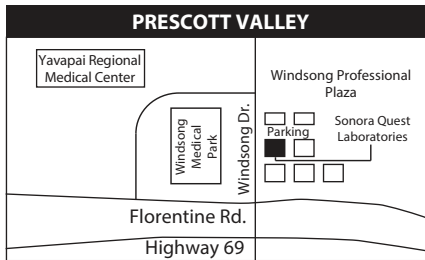 PRESCOTT VALLEY
Yavapai Regional
Medical Center
Windsong Professional
Plaza
Windsong
Medical
Park
Windsong Dr.
Parking
Sonora Quest
Laboratories
Florentine Rd.
Highway 69